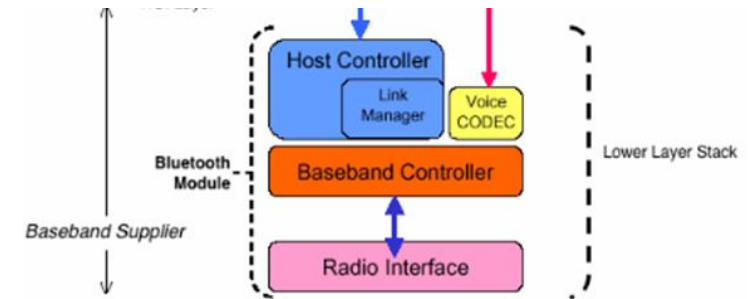 Host Controller
Link
Manager
Voice
CODEC
Bluetooth
Module
Lower Layer Stack
Baseband Controller
Baseband Supplier
Radio Interface